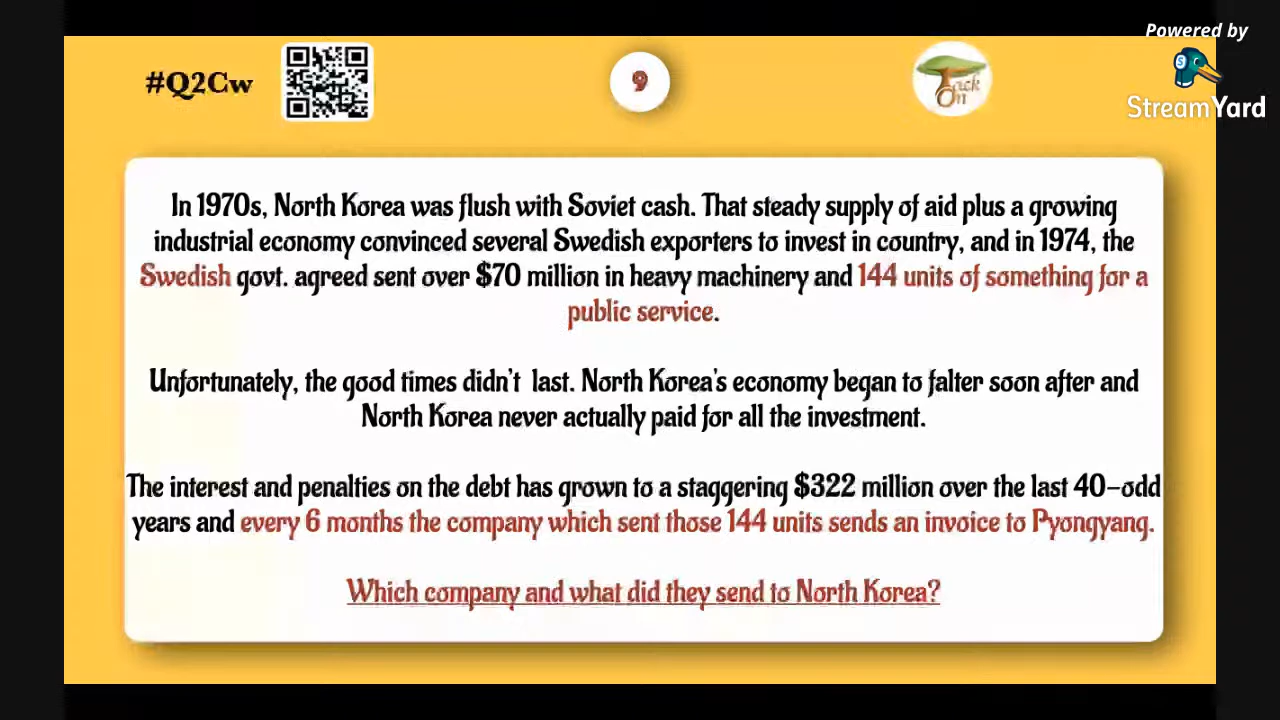 Powered by
StreamYard
#Q2Cw
9
Tack
On
In 1970s, North Korea was flush with Soviet cash. That steady supply of aid plus a growing
industrial economy convinced several Swedish exporters to invest in country, and in 1974, the
Swedish govt. agreed sent over $70 million in heavy machinery and 144 units of something for a
public service.
Unfortunately, the good times didn't last. North Korea's economy began to falter soon after and
North Korea never actually paid for all the investment.
The interest and penalties on the debt has grown to a staggering $322 million over the last 40-odd
years and every 6 months the company which sent those 144 units sends an invoice to Pyongyang.
Which company and what did they send to North Korea?